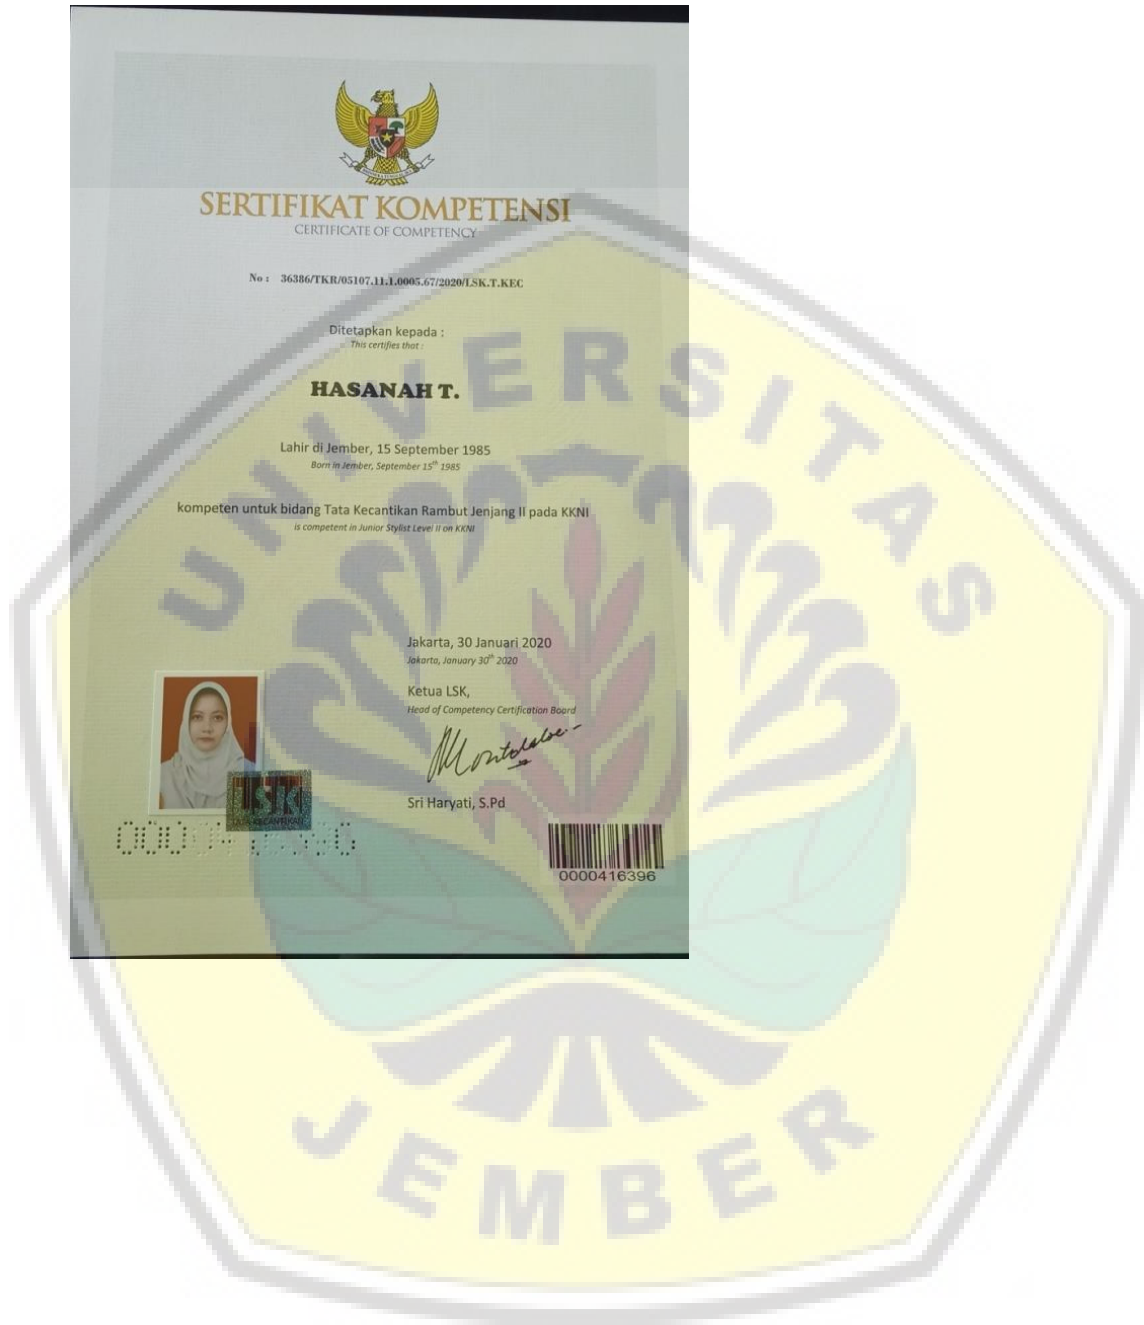 SERTIFIKAT KOMPETENSI
CERTIFICATE OF COMPETENCY
No : 36386/TKR/05107.11.1.0005.67/2020/LSK.T.KEC
Ditetapkan kepada :
This certifies that :
HASANAH T.
Lahir di Jember, 15 September 1985
Born in Jember, September 15th 1985
kompeten untuk bidang Tata Kecantikan Rambut Jenjang II pada KKNI
is competent in Junior Stylist Level II on KKNI
Jakarta, 30 Januari 2020
Jakarta, January 30th 2020
Ketua LSK,
Head of Competency Certification Board
Sri Haryati, S.Pd
LSK
TATA KECANTIKAN
0000416396
UNIVERSITAS
JEMBER